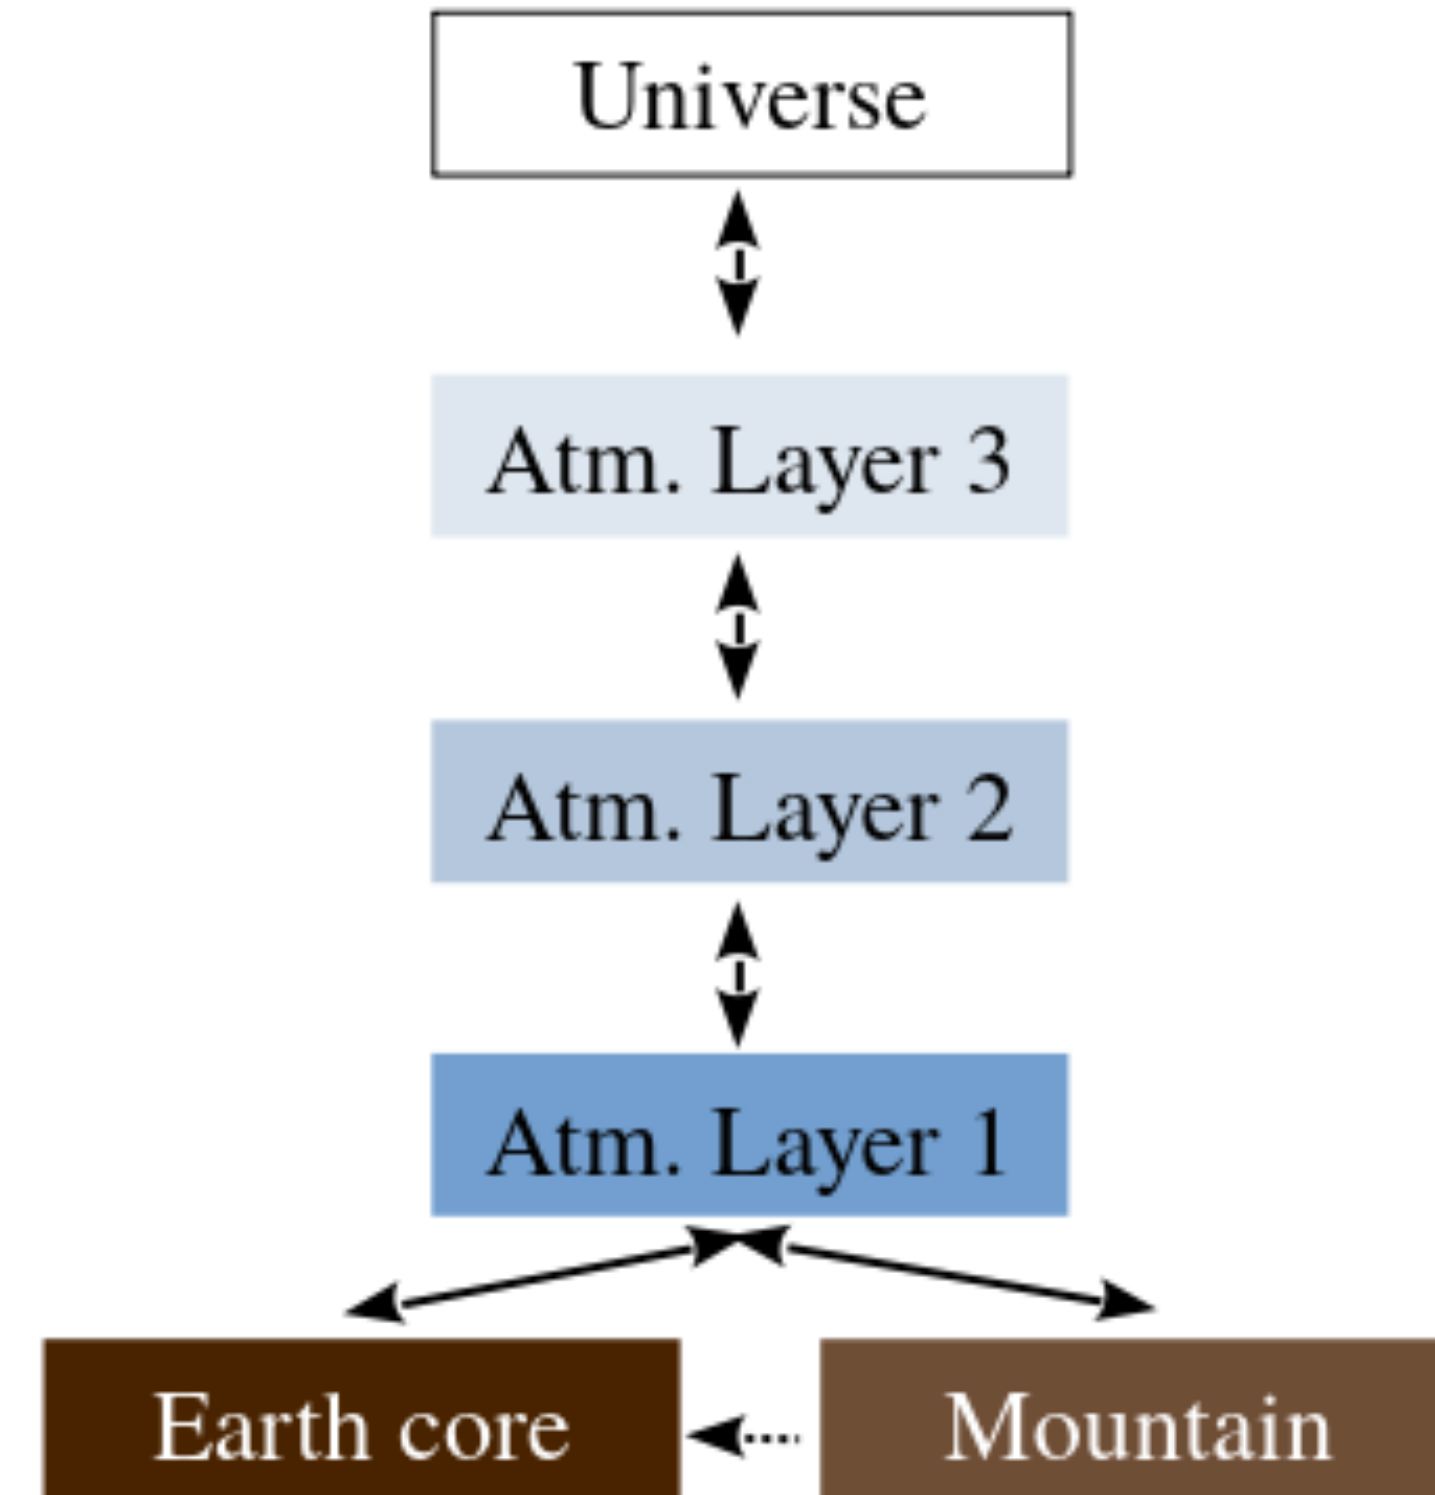 Universe
Atm. Layer 3
Atm. Layer 2
Atm. Layer 1
Earth core
Mountain